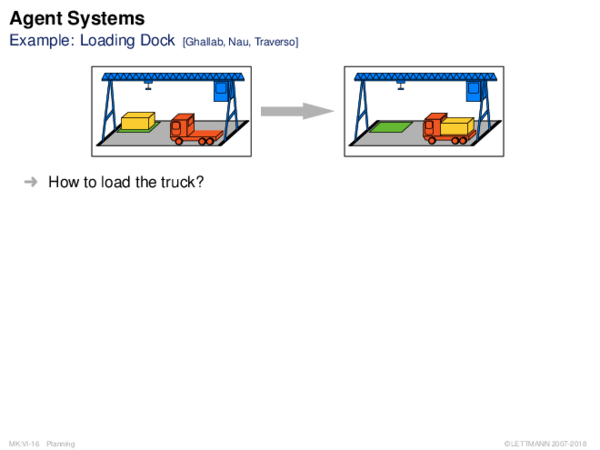 Agent Systems
Example: Loading Dock [Ghallab, Nau, Traverso]
➜ How to load the truck?
MK:VI-16 Planning
©LETTMANN 2007-2018